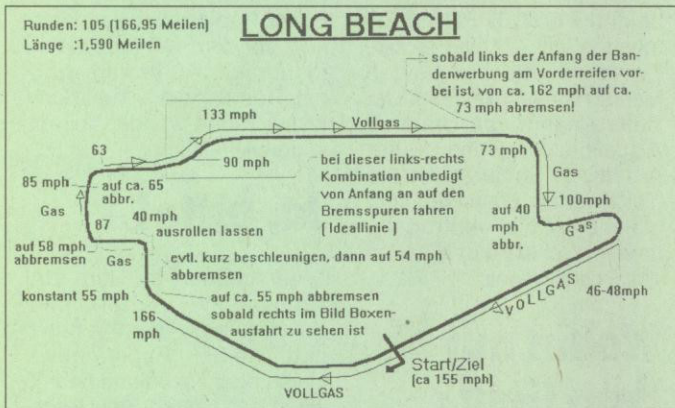 LONG BEACH
Runden: 105 (166,95 Meilen)
Länge :1,590 Meilen
sobald links der Anfang der Ban-
denwerbung am Vorderreifen vor-
bei ist, von ca. 162 mph auf ca.
73 mph abremsen!
133 mph
Vollgas
63
90 mph
73 mph
Gas
bei dieser links-rechts
Kombination unbedigt
von Anfang an auf den
Bremsspuren fahren
(Ideallinie)
85 mph
auf ca. 65
abbr.
Gas
87
40 mph
ausrollen lassen
100mph
auf 40
mph
abbr.
Gas
auf 58 mph
abbremsen
Gas
evtl. kurz beschleunigen, dann auf 54 mph
abbremsen
konstant 55 mph
auf ca. 55 mph abbremsen
sobald rechts im Bild Boxen-
ausfahrt zu sehen ist
166
mph
46-48mph
VOLLGAS
Start/Ziel
(ca 155 mph)
VOLLGAS